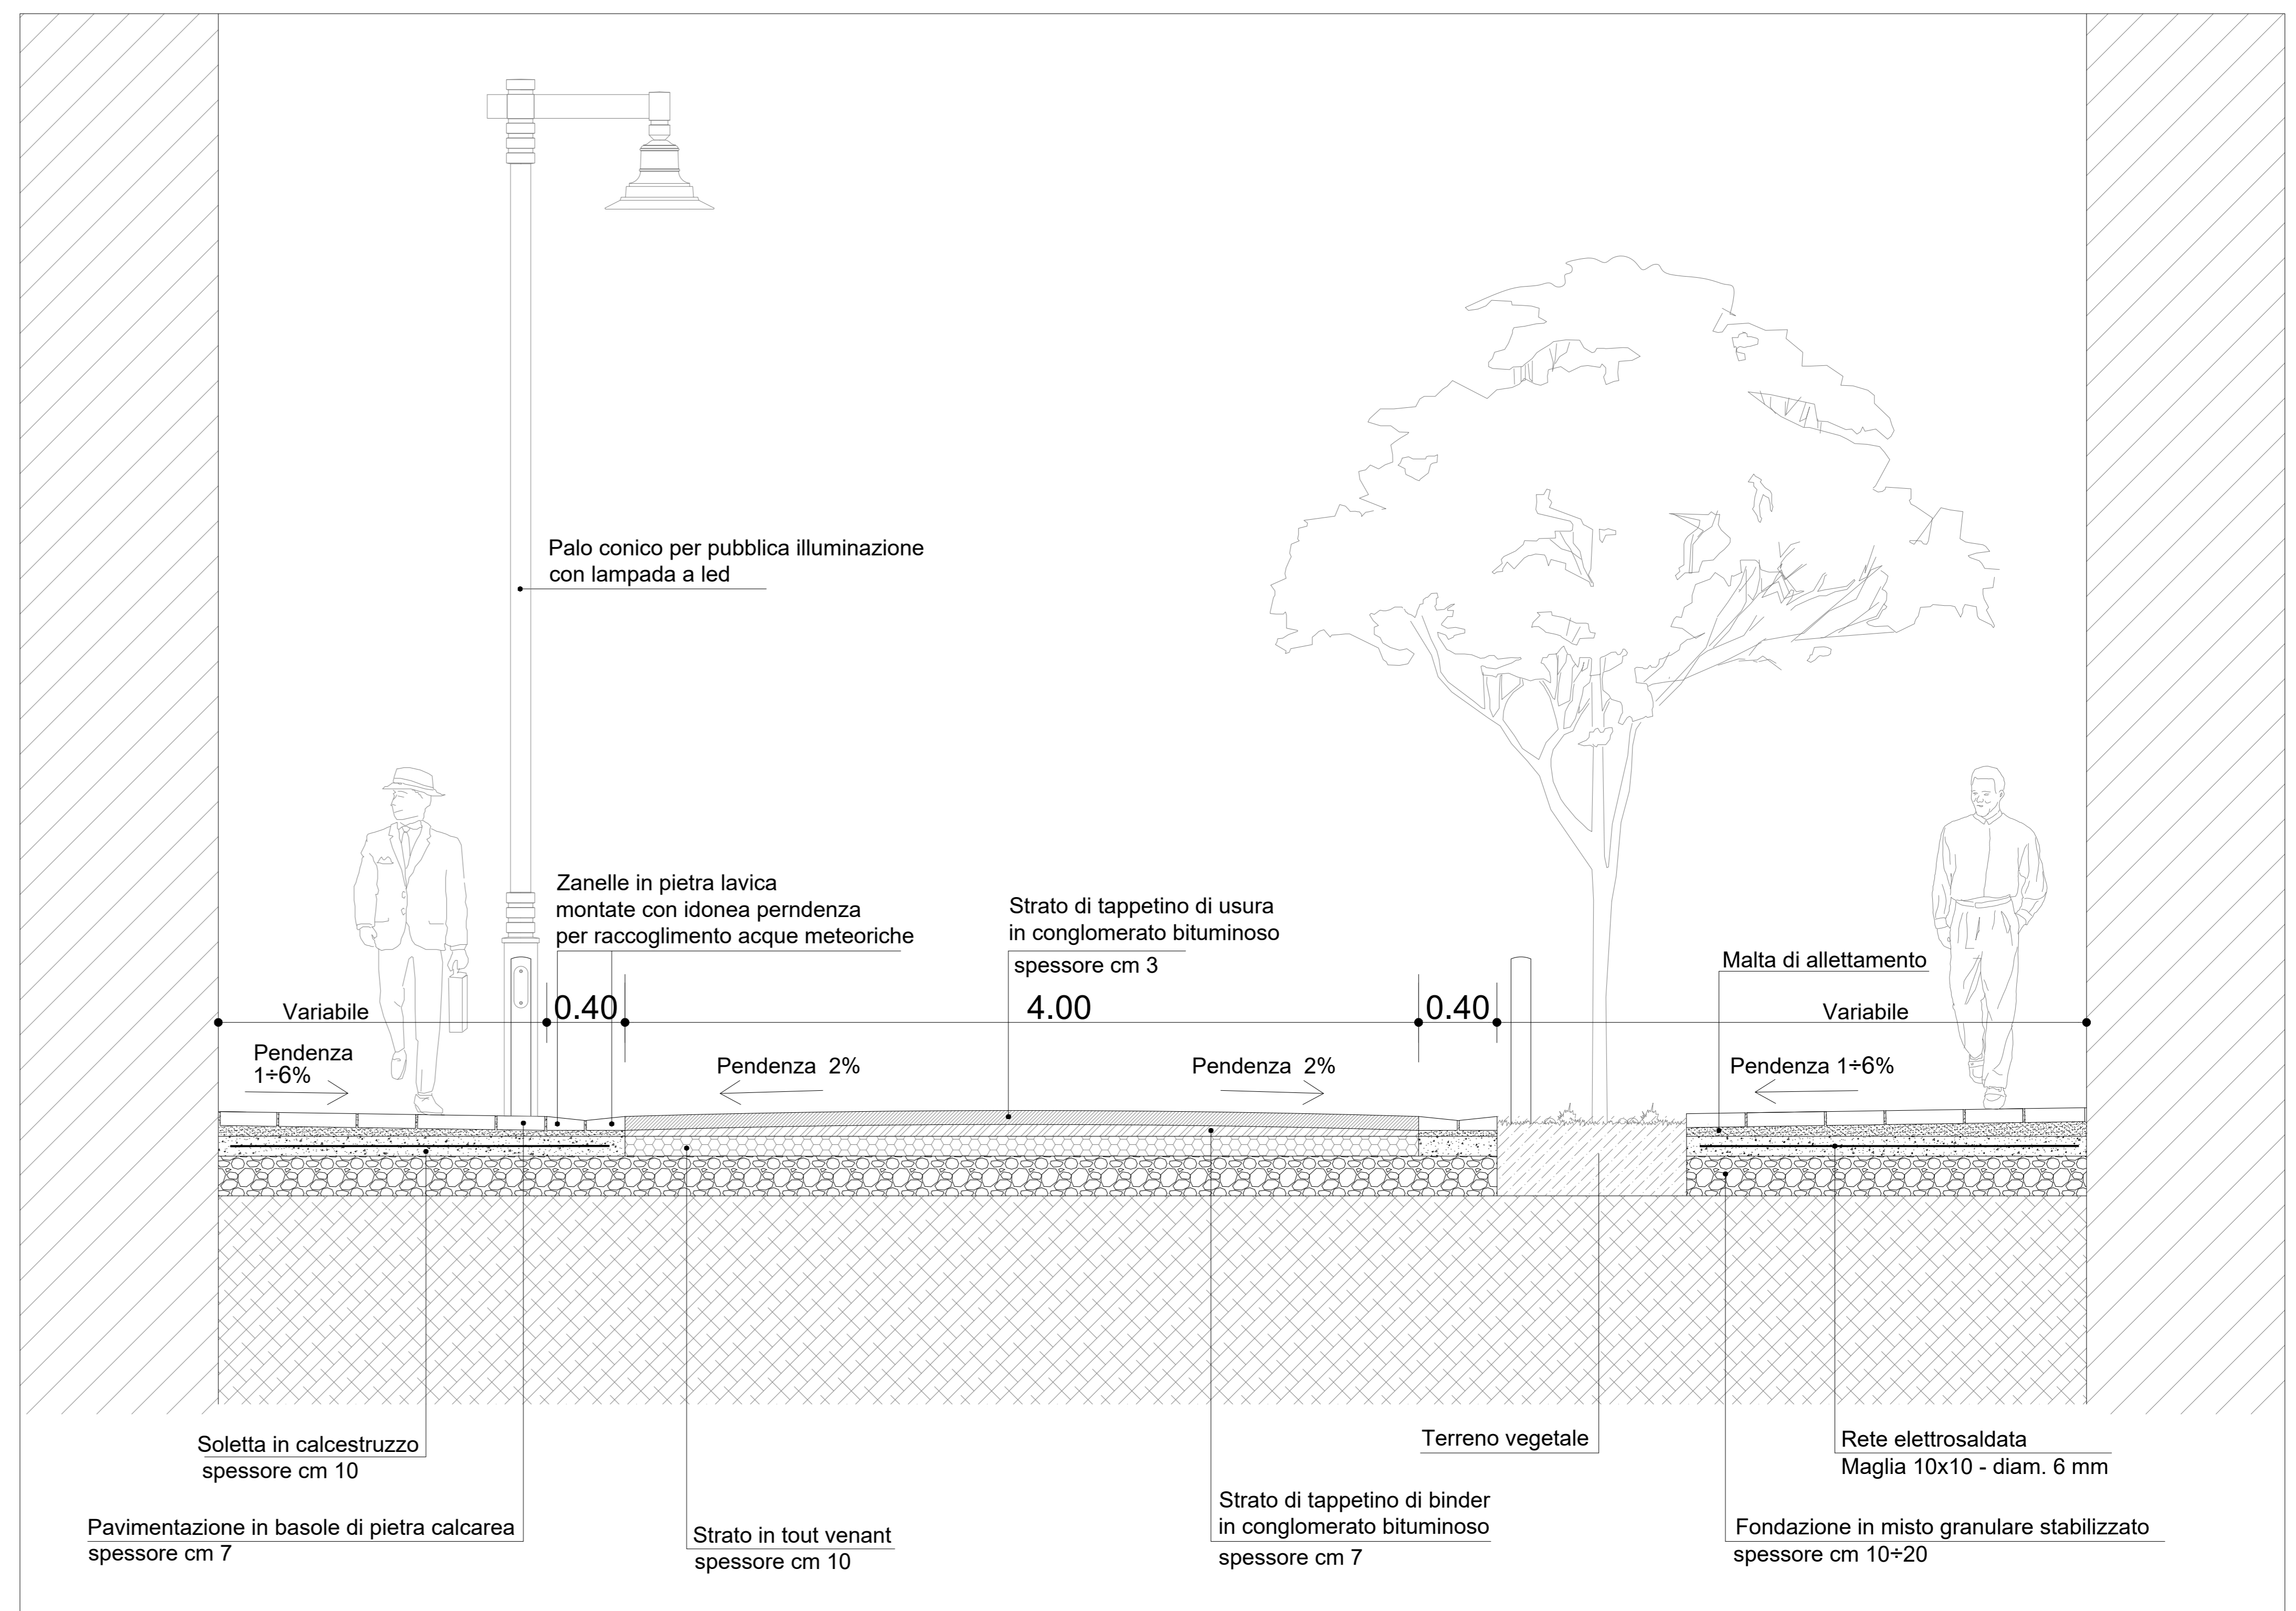 Palo conico per pubblica illuminazione
con lampada a led
Zanelle in pietra lavica
montate con idonea perndenza
per raccoglimento acque meteoriche
Strato di tappetino di usura
in conglomerato bituminoso
spessore cm 3
Malta di allettamento
Variabile
0.40
4.00
0.40
Variabile
Pendenza
1÷6%
Pendenza 2%
Pendenza 2%
Pendenza 1÷6%
Soletta in calcestruzzo
spessore cm 10
Pavimentazione in basole di pietra calcarea
spessore cm 7
Strato in tout venant
spessore cm 10
Strato di tappetino di binder
in conglomerato bituminoso
spessore cm 7
Terreno vegetale
Rete elettrosaldata
Maglia 10x10 - diam. 6 mm
Fondazione in misto granulare stabilizzato
spessore cm 10÷20